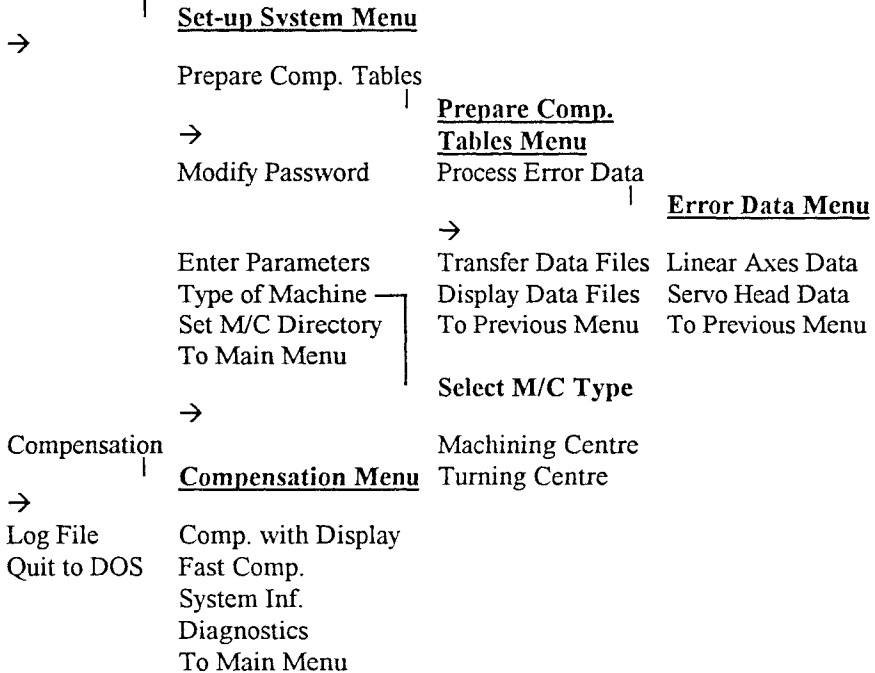 Set-up System Menu
→
Prepare Comp. Tables
Prepare Comp.
→ Tables Menu
Modify Password Process Error Data
Error Data Menu
→
Enter Parameters Transfer Data Files Linear Axes Data
Type of Machine Display Data Files Servo Head Data
Set M/C Directory To Previous Menu To Previous Menu
To Main Menu
Select M/C Type
→
Compensation Machining Centre
Compensation Menu Turning Centre
→
Log File Comp. with Display
Quit to DOS Fast Comp.
System Inf.
Diagnostics
To Main Menu